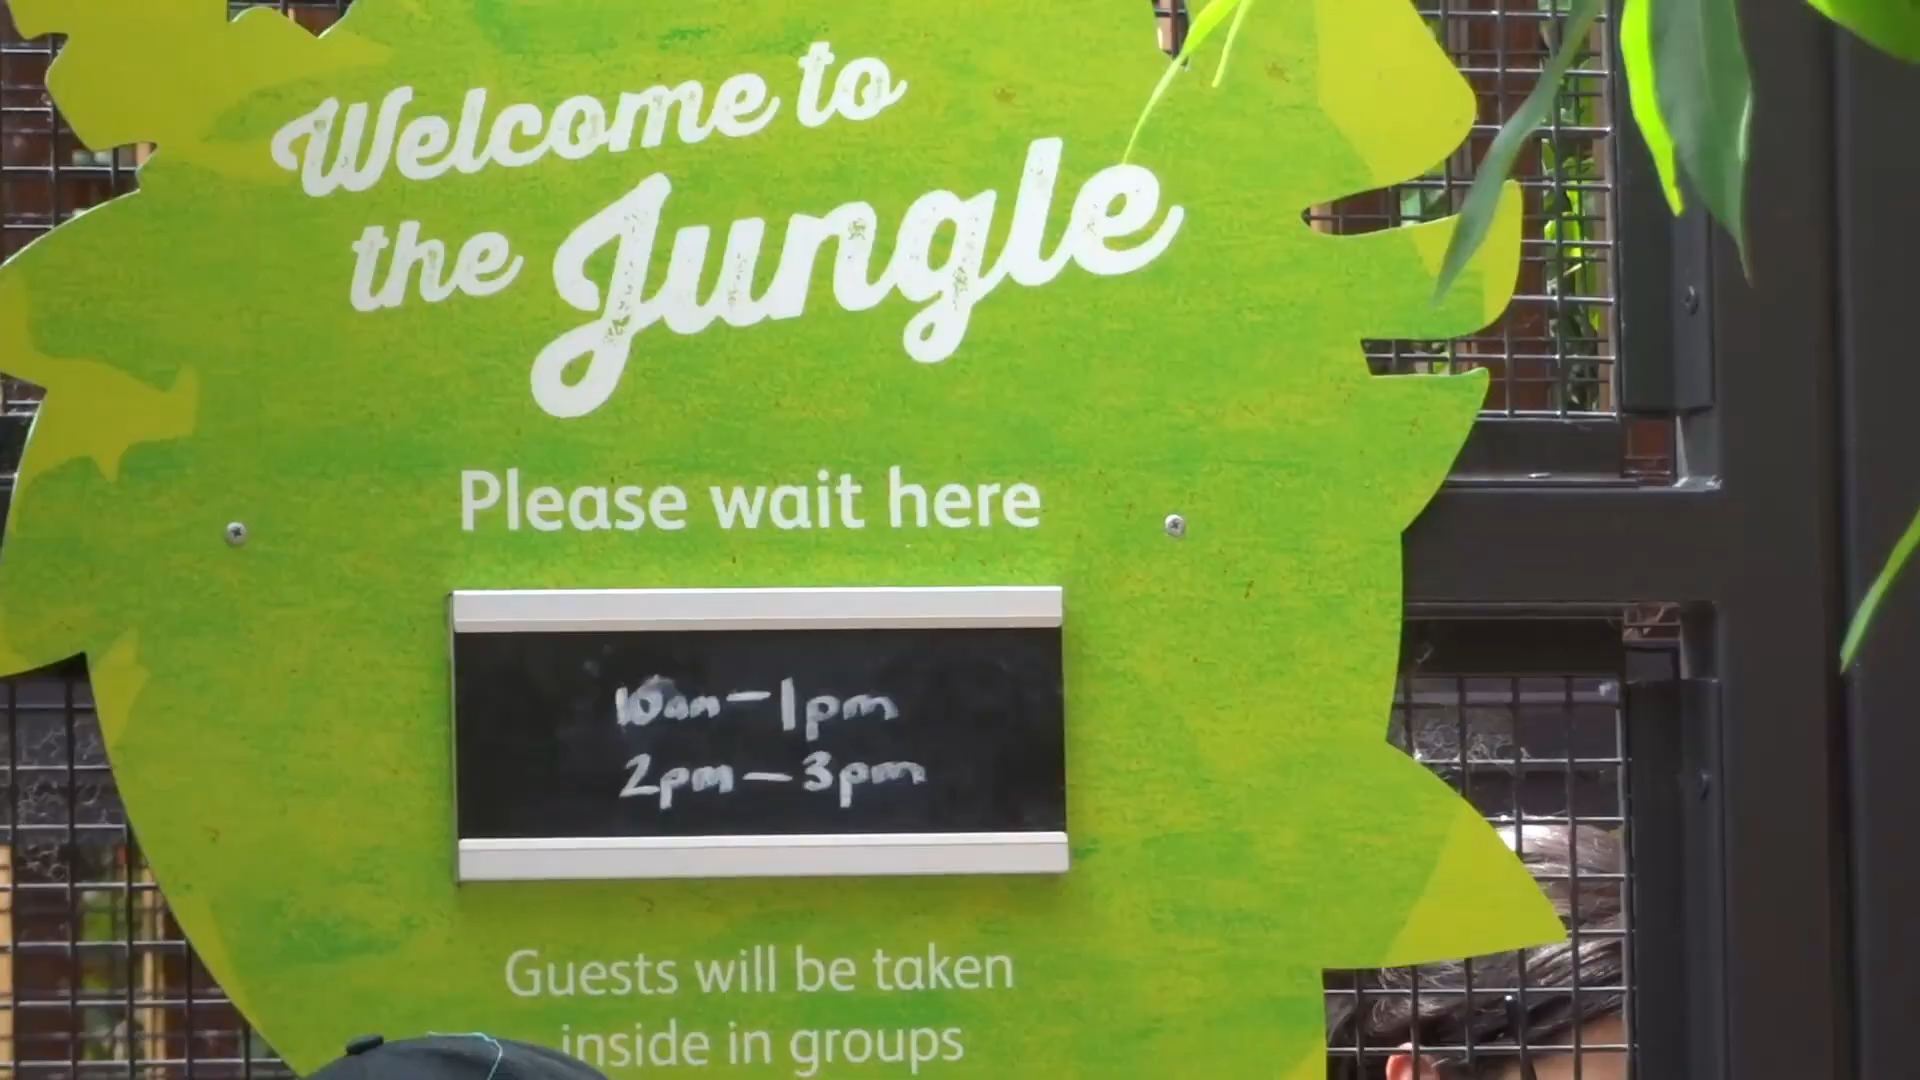 Welcome to
the Jungle
Please wait here
10am-1pm
2pm-3pm
Guests will be taken
inside in groups